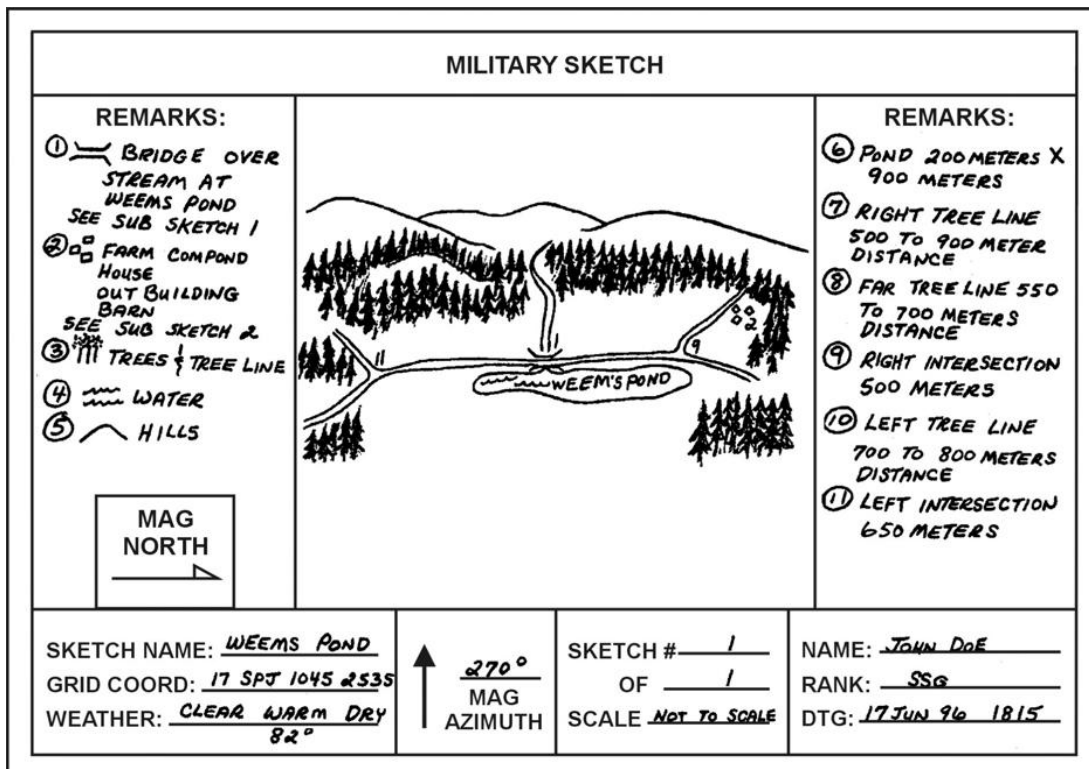 MILITARY SKETCH
REMARKS:
① BRIDGE OVER
STREAM AT
WEEMS POND
SEE SUB SKETCH 1
② FARM COMPOND
HOUSE
OUT BUILDING
BARN
SEE SUB SKETCH 2
③ TREES & TREE LINE
④ WATER
⑤ HILLS
MAG
NORTH
11
9
2
WEEM'S POND
REMARKS:
⑥ POND 200 METERS X
900 METERS
⑦ RIGHT TREE LINE
500 TO 900 METER
DISTANCE
⑧ FAR TREE LINE 550
TO 700 METERS
DISTANCE
⑨ RIGHT INTERSECTION
500 METERS
⑩ LEFT TREE LINE
700 TO 800 METERS
DISTANCE
⑪ LEFT INTERSECTION
650 METERS
SKETCH NAME: WEEMS POND
GRID COORD: 17 SPJ 1045 2535
WEATHER: CLEAR WARM DRY
82°
270°
MAG
AZIMUTH
SKETCH # 1
OF 1
SCALE NOT TO SCALE
NAME: JOHN DOE
RANK: SSG
DTG: 17 JUN 96 1815